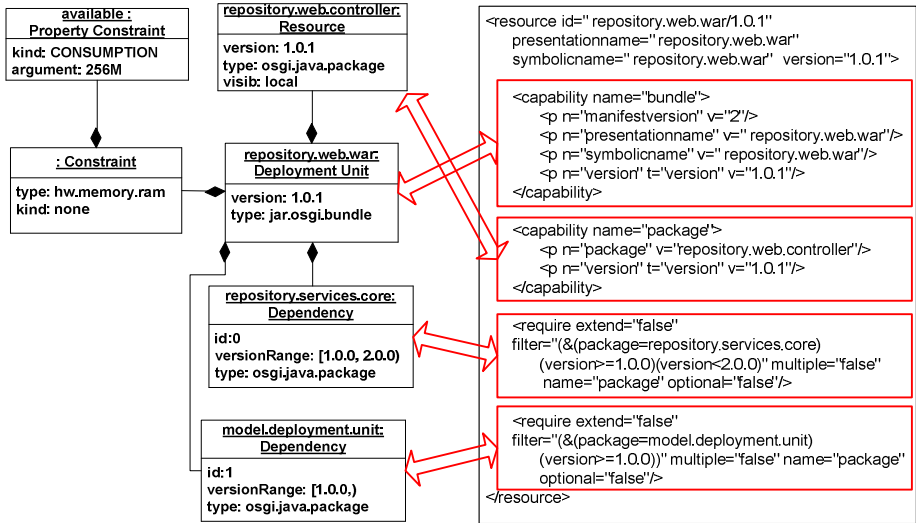 available :
Property Constraint
kind: CONSUMPTION
argument: 256M
repository.web.controller:
Resource
version: 1.0.1
type: osgi.java.package
visib: local
: Constraint
type: hw.memory.ram
kind: none
repository.web.war:
Deployment Unit
version: 1.0.1
type: jar.osgi.bundle
repository.services.core:
Dependency
id:0
versionRange: [1.0.0, 2.0.0)
type: osgi.java.package
model.deployment.unit:
Dependency
id:1
versionRange: [1.0.0,)
type: osgi.java.package
<resource id=" repository.web.war/1.0.1"
presentationname=" repository.web.war"
symbolicname=" repository.web.war" version="1.0.1>
<capability name="bundle">
<p n="manifestversion" v="2"/>
<p n="presentationname" v=" repository.web.war"/>
<p n="symbolicname" v=" repository.web.war"/>
<p n="version" t="version" v="1.0.1"/>
</capability>
<capability name="package">
<p n="package" v="repository.web.controller"/>
<p n="version" t="version" v="1.0.1"/>
</capability>
<require extend="false"
filter="(&(package=repository.services.core)
(version>=1.0.0)(version<2.0.0)" multiple="false"
name="package" optional="false"/>
<require extend="false"
filter="(&(package=model.deployment.unit)
(version>=1.0.0))" multiple="false" name="package"
optional="false"/>
</resource>